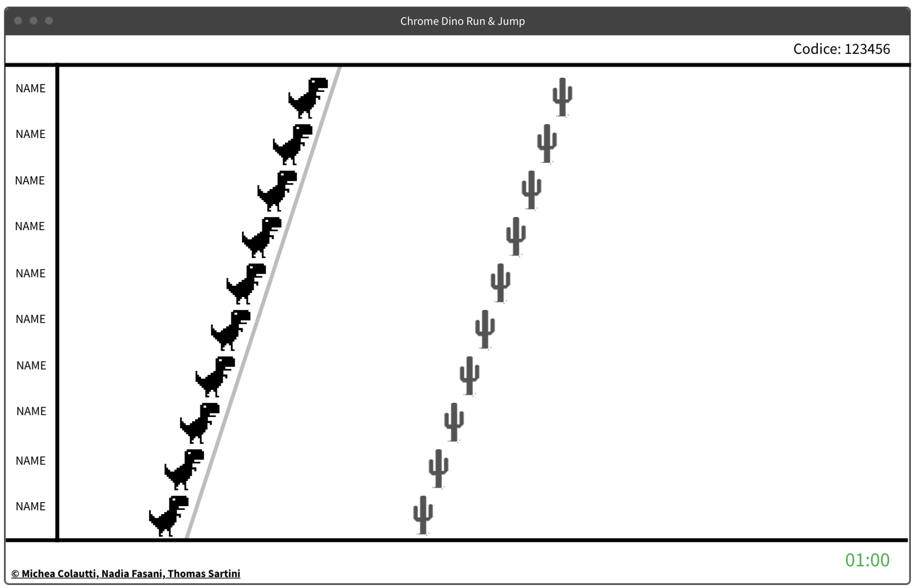 Chrome Dino Run & Jump
Codice: 123456
NAME
NAME
NAME
NAME
NAME
NAME
NAME
NAME
NAME
NAME
01:00
© Michea Colautti, Nadia Fasani, Thomas Sartini